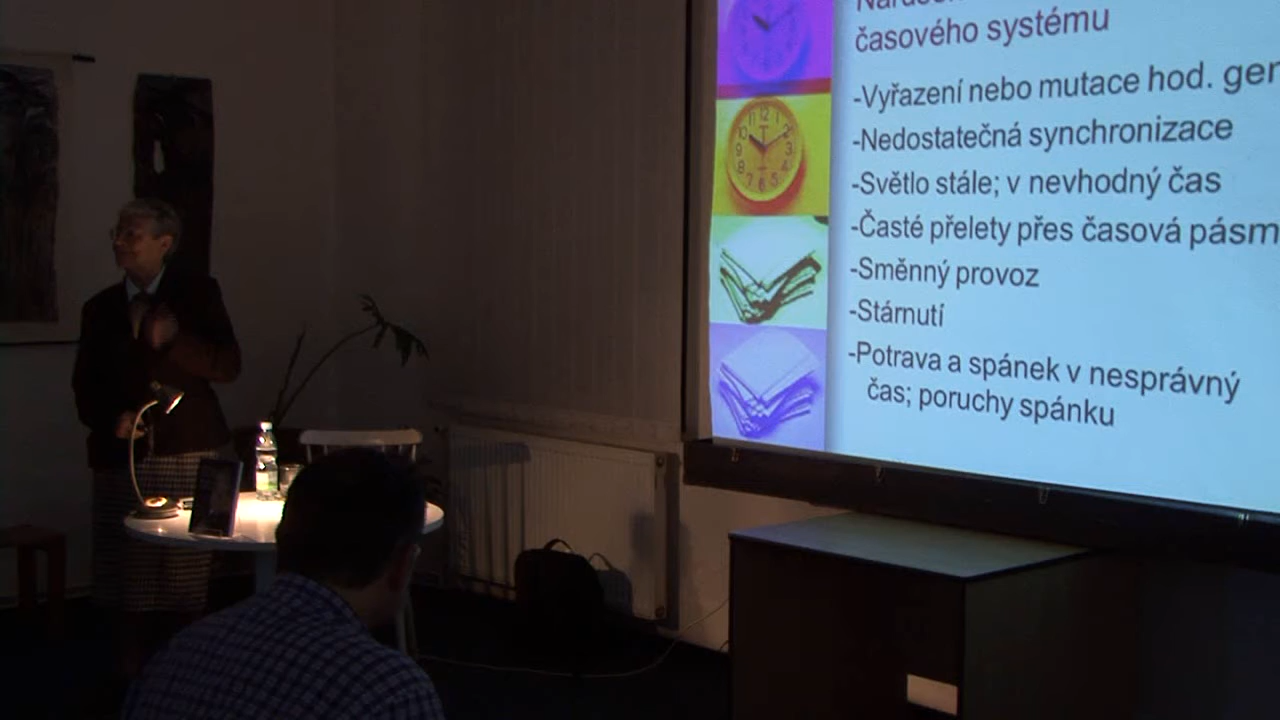 časového systému
-Vyřazení nebo mutace hod.
-Nedostatečná synchronizace
-Světlo stále; v nevhodný čas
-Časté přelety přes časová
-Směnný provoz
-Stárnutí
-Potrava a spánek v nesprávný
čas; poruchy spánku